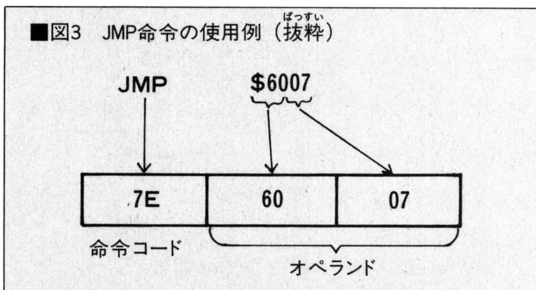 ■図3 JMP命令の使用例（抜粋）
ばっすい
JMP $6007
7E 60 07
命令コード
オペランド